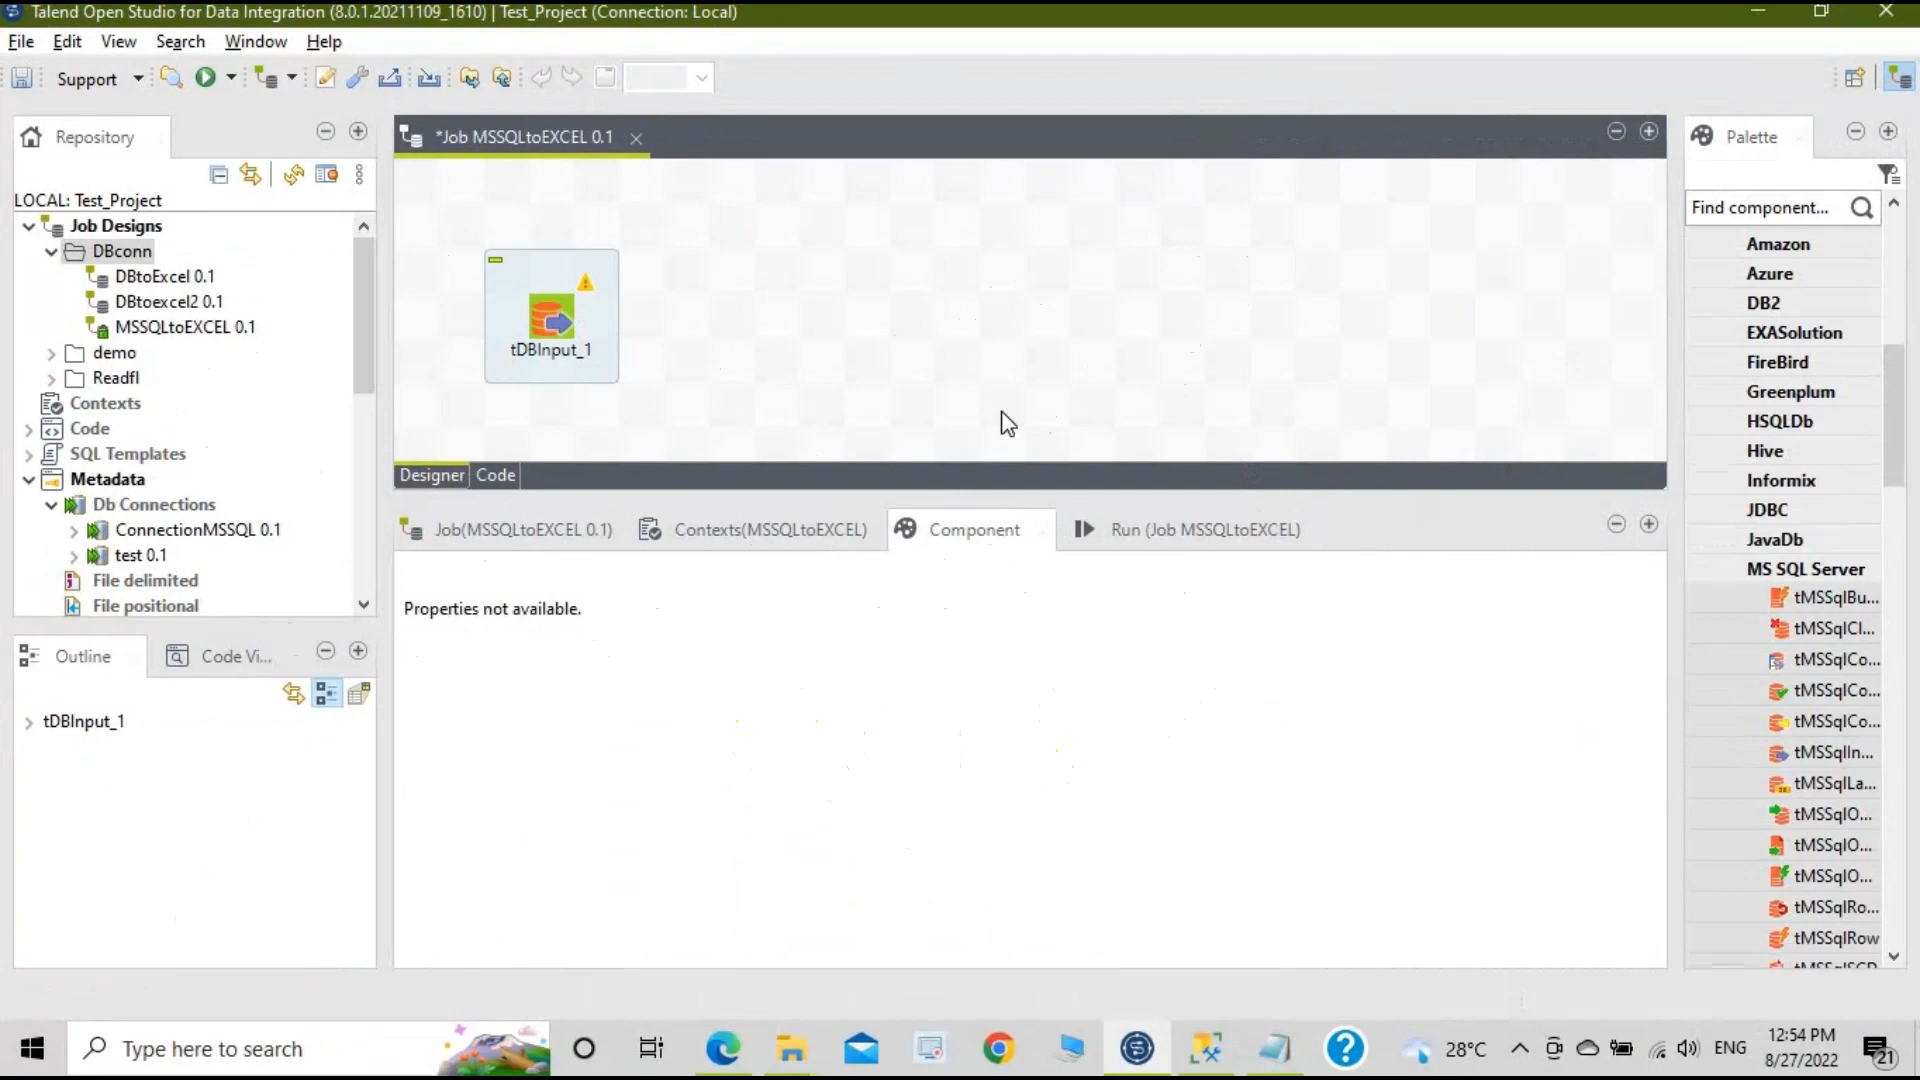 Talend Open Studio for Data Integration (8.0.1.20211109_1610) | Test_Project (Connection: Local)
File Edit View Search Window Help
Support
Repository
LOCAL: Test_Project
Job Designs
DBconn
DBtoExcel 0.1
DBtoexcel2 0.1
MSSQLtoEXCEL 0.1
demo
Readfl
Contexts
Code
SQL Templates
Metadata
Db Connections
ConnectionMSSQL 0.1
test 0.1
File delimited
File positional
Outline
Code Vi...
tDBInput_1
*Job MSSQLtoEXCEL 0.1
tDBInput_1
Designer
Code
Job(MSSQLtoEXCEL 0.1)
Contexts(MSSQLtoEXCEL)
Component
Run (Job MSSQLtoEXCEL)
Properties not available.
Palette
Find component...
Amazon
Azure
DB2
EXASolution
FireBird
Greenplum
HSQLDb
Hive
Informix
JDBC
JavaDb
MS SQL Server
tMSSqlBu...
tMSSqlCl...
tMSSqlCo...
tMSSqlCo...
tMSSqlCo...
tMSSqlIn...
tMSSqlLa...
tMSSqlO...
tMSSqlO...
tMSSqlO...
tMSSqlRo...
tMSSqlRow
Type here to search
28°C
ENG
12:54 PM
8/27/2022
21